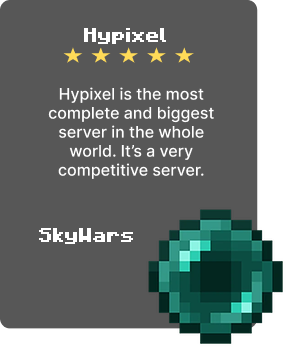 Hypixel
Hypixel is the most
complete and biggest
server in the whole
world. It’s a very
competitive server.
SkyWars